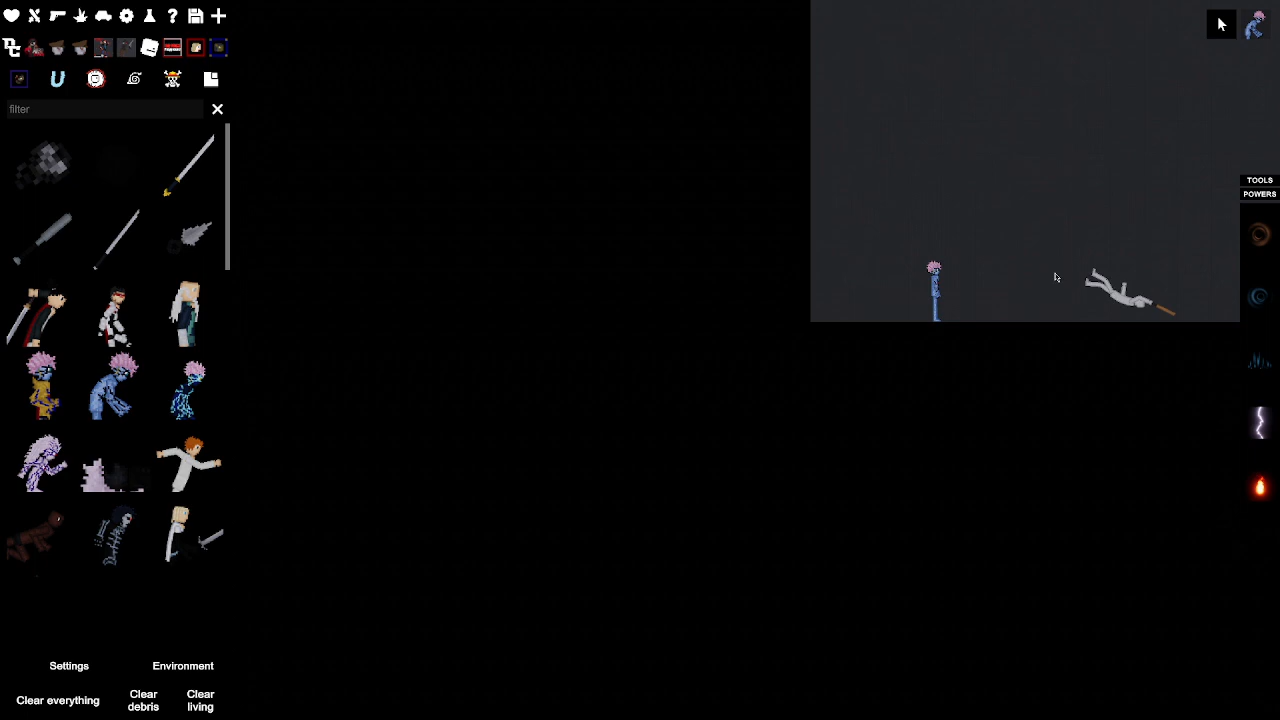 filter
TOOLS
POWERS
Settings
Environment
Clear everything
Clear
debris
Clear
living